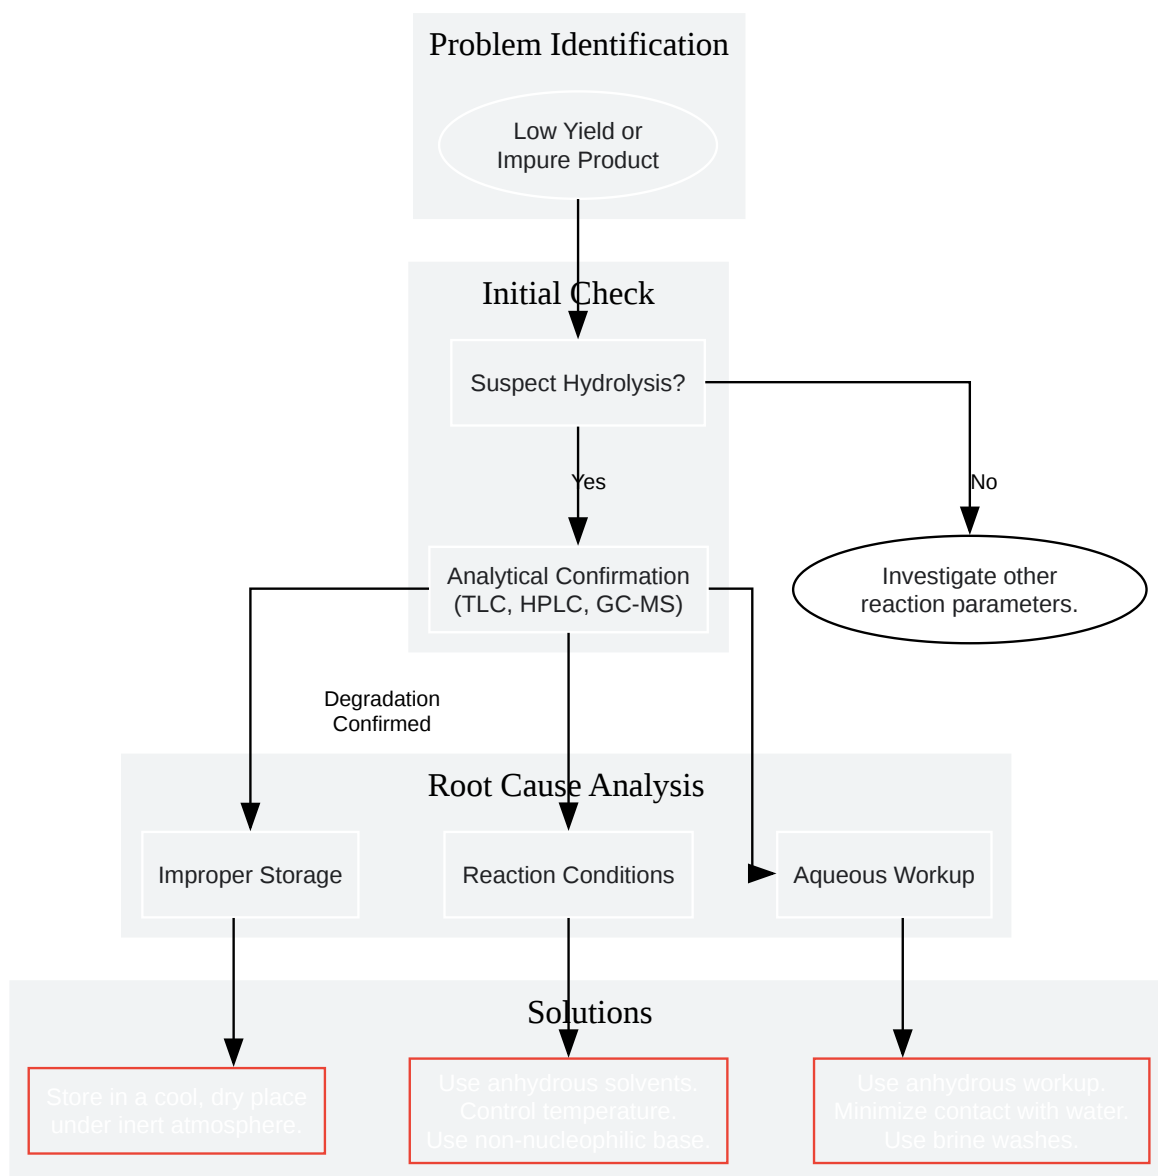 Problem Identification
Low Yield or
Impure Product
Initial Check
Suspect Hydrolysis?
Yes
No
Analytical Confirmation
(TLC, HPLC, GC-MS)
Investigate other
reaction parameters.
Degradation
Confirmed
Root Cause Analysis
Improper Storage
Reaction Conditions
Aqueous Workup
Solutions
Store in a cool, dry place
under inert atmosphere.
Use anhydrous solvents.
Control temperature.
Use non-nucleophilic base.
Use anhydrous workup.
Minimize contact with water.
Use brine washes.